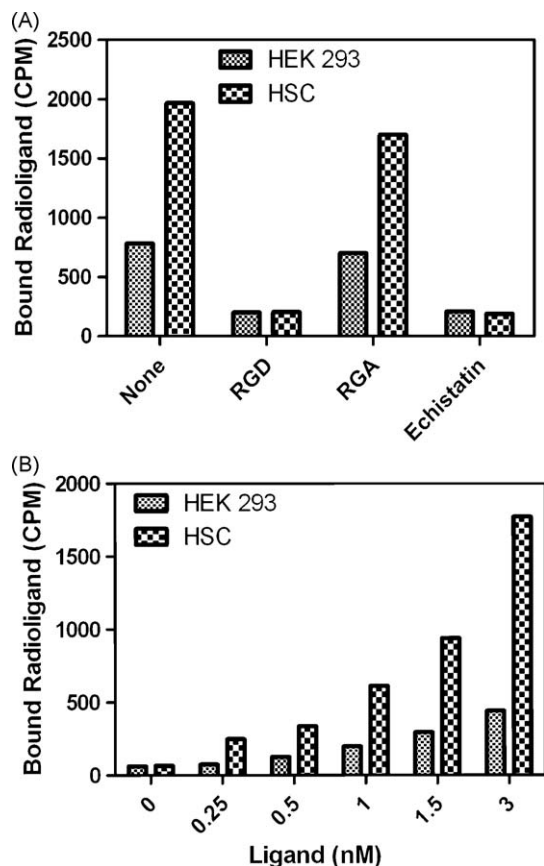 (A)
Bound Radioligand (CPM)
2500
2000
1500
1000
500
0
HEK 293
HSC
None
RGD
RGA
Echistatin
(B)
Bound Radioligand (CPM)
2000
1500
1000
500
0
HEK 293
HSC
0
0.25
0.5
1
1.5
3
Ligand (nM)